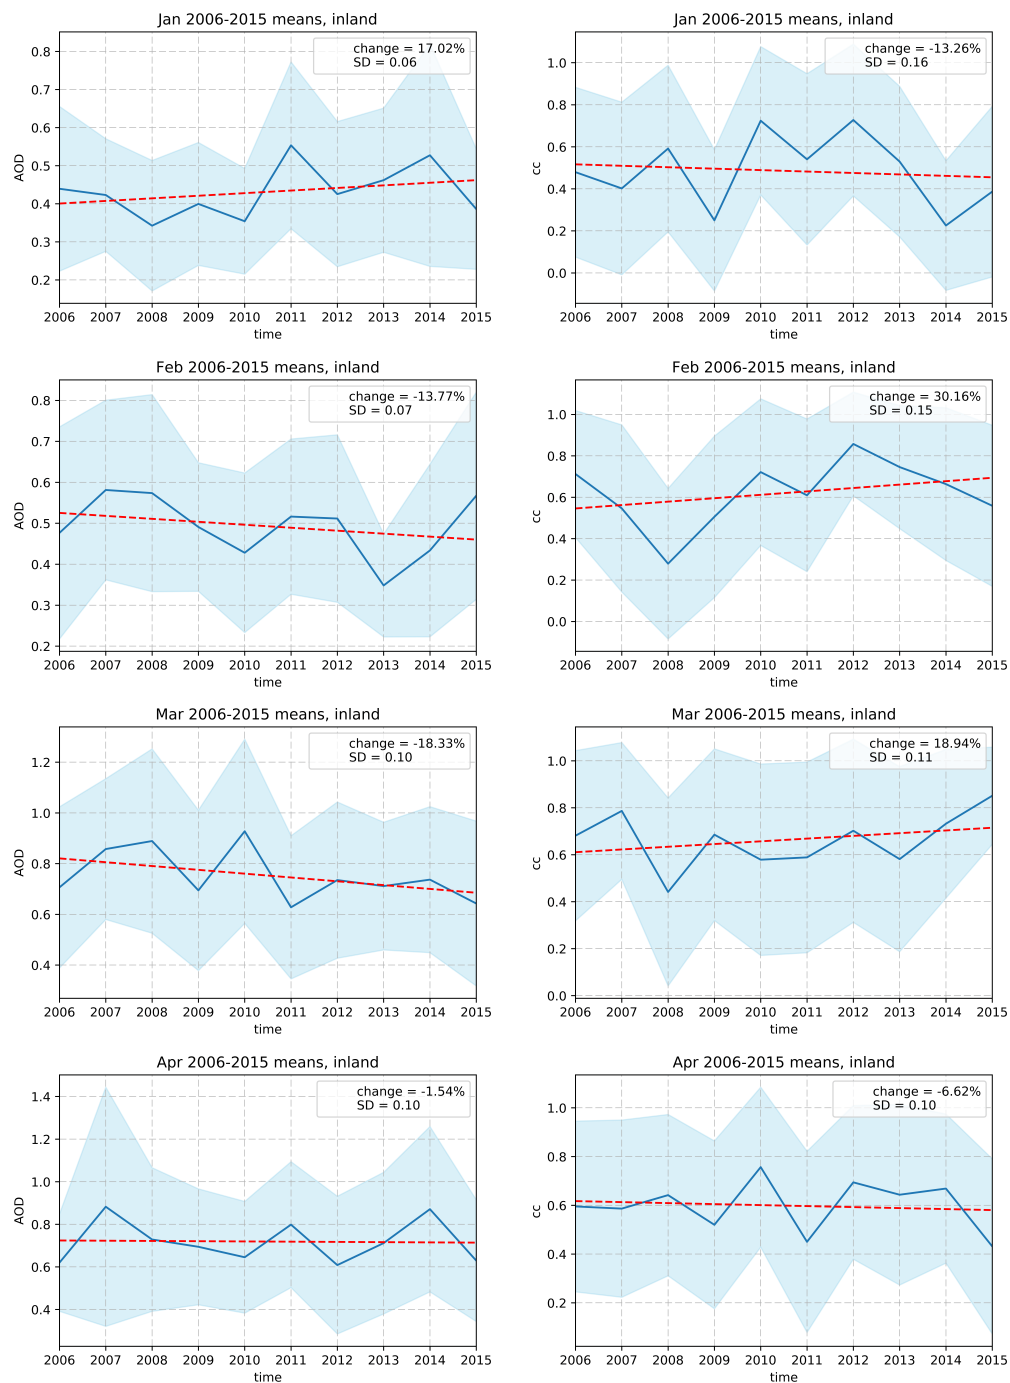 Jan 2006-2015 means, inland
change = 17.02%
SD = 0.06
0.8
0.7
0.6
0.5
0.4
0.3
0.2
AOD
2006 2007 2008 2009 2010 2011 2012 2013 2014 2015
time
Jan 2006-2015 means, inland
change = -13.26%
SD = 0.16
1.0
0.8
0.6
0.4
0.2
0.0
cc
2006 2007 2008 2009 2010 2011 2012 2013 2014 2015
time
Feb 2006-2015 means, inland
change = -13.77%
SD = 0.07
0.8
0.7
0.6
0.5
0.4
0.3
0.2
AOD
2006 2007 2008 2009 2010 2011 2012 2013 2014 2015
time
Feb 2006-2015 means, inland
change = 30.16%
SD = 0.15
1.0
0.8
0.6
0.4
0.2
0.0
cc
2006 2007 2008 2009 2010 2011 2012 2013 2014 2015
time
Mar 2006-2015 means, inland
change = -18.33%
SD = 0.10
1.2
1.0
0.8
0.6
0.4
AOD
2006 2007 2008 2009 2010 2011 2012 2013 2014 2015
time
Mar 2006-2015 means, inland
change = 18.94%
SD = 0.11
1.0
0.8
0.6
0.4
0.2
0.0
cc
2006 2007 2008 2009 2010 2011 2012 2013 2014 2015
time
Apr 2006-2015 means, inland
change = -1.54%
SD = 0.10
1.4
1.2
1.0
0.8
0.6
0.4
AOD
2006 2007 2008 2009 2010 2011 2012 2013 2014 2015
time
Apr 2006-2015 means, inland
change = -6.62%
SD = 0.10
1.0
0.8
0.6
0.4
0.2
cc
2006 2007 2008 2009 2010 2011 2012 2013 2014 2015
time